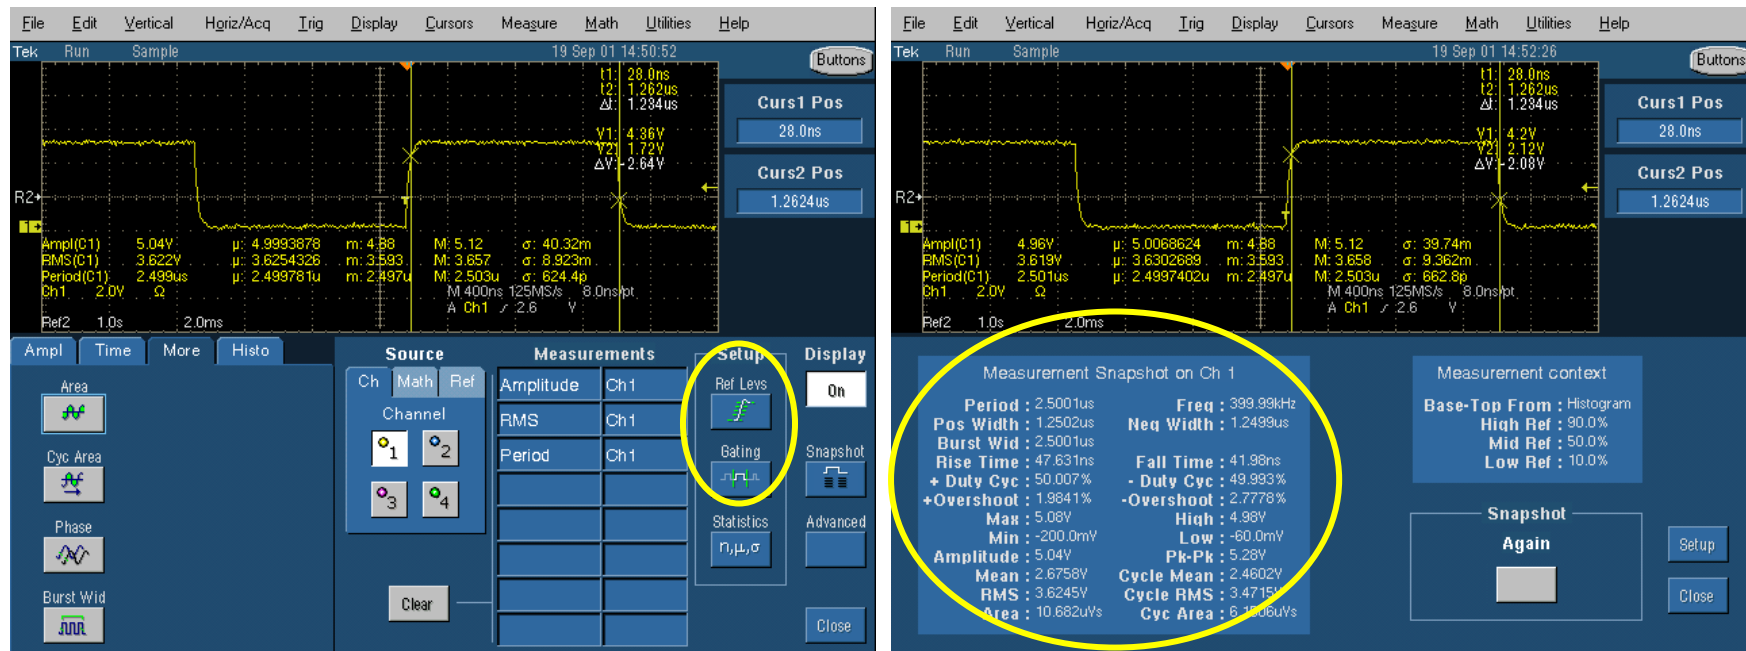 File Edit Vertical Horiz/Acq Trig Display Cursors Measure Math Utilities Help
Tek Run Sample 19 Sep 01 14:50:52
Buttons
t1: 28.0ns
t2: 1.262us
Δt: 1.234us
V1: 4.36V
V2: 1.72V
ΔV: -2.64V
Curs1 Pos
28.0ns
Curs2 Pos
1.2624us
R2
1
Ampl(C1) 5.04V µ: 4.9993878 m: 4.88 M: 5.12 σ: 40.32m
RMS(C1) 3.622V µ: 3.6254326 m: 3.593 M: 3.657 σ: 8.923m
Period(C1) 2.499us µ: 2.499781u m: 2.497u M: 2.503u σ: 624.4p
Ch1 2.0V Ω M 400ns 125MS/s 8.0ns/pt
A Ch1 2.6 V
Ref2 1.0s 2.0ms
Ampl Time More Histo
Area
Cyc Area
Phase
Burst Wid
Source
Ch Math Ref
Channel
1 2
3 4
Clear
Measurements
Amplitude Ch1
RMS Ch1
Period Ch1
Setup
Ref Levs
Gating
Statistics
n,µ,σ
Display
On
Snapshot
Advanced
Close
File Edit Vertical Horiz/Acq Trig Display Cursors Measure Math Utilities Help
Tek Run Sample 19 Sep 01 14:52:26
Buttons
t1: 28.0ns
t2: 1.262us
Δt: 1.234us
V1: 4.2V
V2: 2.12V
ΔV: -2.08V
Curs1 Pos
28.0ns
Curs2 Pos
1.2624us
R2
1
Ampl(C1) 4.96V µ: 5.0068624 m: 4.88 M: 5.12 σ: 39.74m
RMS(C1) 3.619V µ: 3.6302689 m: 3.593 M: 3.658 σ: 9.362m
Period(C1) 2.501us µ: 2.4997402u m: 2.497u M: 2.503u σ: 662.8p
Ch1 2.0V Ω M 400ns 125MS/s 8.0ns/pt
A Ch1 2.6 V
Ref2 1.0s 2.0ms
Measurement Snapshot on Ch 1
Period : 2.5001us Freq : 399.99kHz
Pos Width : 1.2502us Neg Width : 1.2499us
Burst Wid : 2.5001us
Rise Time : 47.631ns Fall Time : 41.98ns
+ Duty Cyc : 50.007% - Duty Cyc : 49.993%
+Overshoot : 1.9841% -Overshoot : 2.7778%
Max : 5.08V High : 4.98V
Min : -200.0mV Low : -60.0mV
Amplitude : 5.04V Pk-Pk : 5.28V
Mean : 2.6758V Cycle Mean : 2.4602V
RMS : 3.6245V Cycle RMS : 3.4715V
Area : 10.682uVs Cyc Area :
Measurement context
Base-Top From : Histogram
High Ref : 90.0%
Mid Ref : 50.0%
Low Ref : 10.0%
Snapshot
Again
Setup
Close